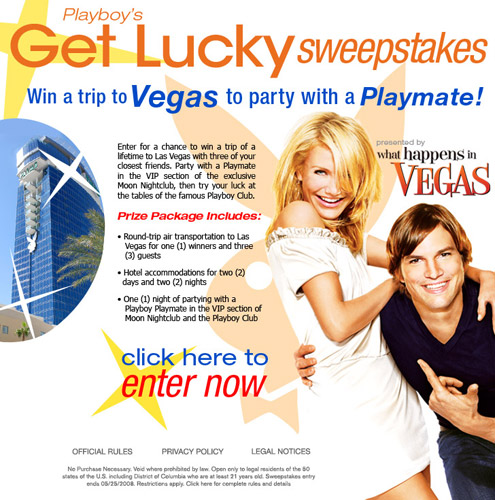 Playboy's
Get Lucky sweepstakes
Win a trip to Vegas to party with a Playmate!
Enter for a chance to win a trip of a
lifetime to Las Vegas with three of your
closest friends. Party with a Playmate
in the VIP section of the exclusive
Moon Nightclub, then try your luck at
the tables of the famous Playboy Club.
presented by
what happens in
VEGAS
Prize Package Includes:
• Round-trip air transportation to Las
Vegas for one (1) winners and three
(3) guests
• Hotel accommodations for two (2)
days and two (2) nights
• One (1) night of partying with a
Playboy Playmate in the VIP section of
Moon Nightclub and the Playboy Club
click here to
enter now
OFFICIAL RULES PRIVACY POLICY LEGAL NOTICES
No Purchase Necessary. Void where prohibited by law. Open only to legal residents of the 50
states of the U.S. including District of Columbia who are at least 21 years old. Sweepstakes entry
ends 08/25/2008. Restrictions apply. Click here for complete rules and details